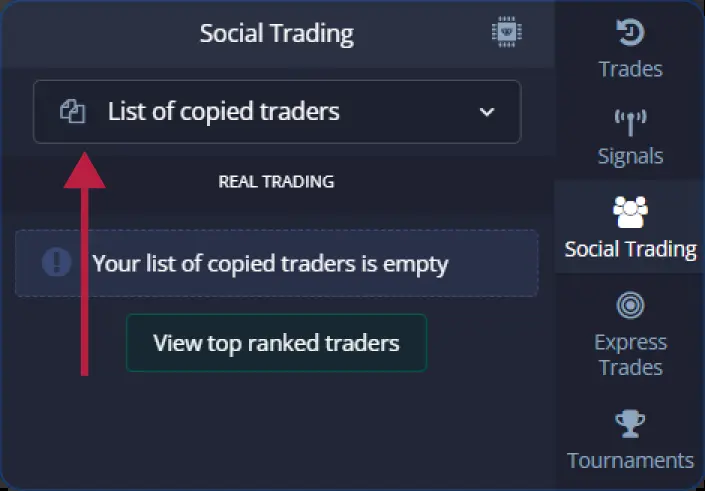 Social Trading
List of copied traders
REAL TRADING
Your list of copied traders is empty
View top ranked traders
Trades
Signals
Social Trading
Express
Trades
Tournaments